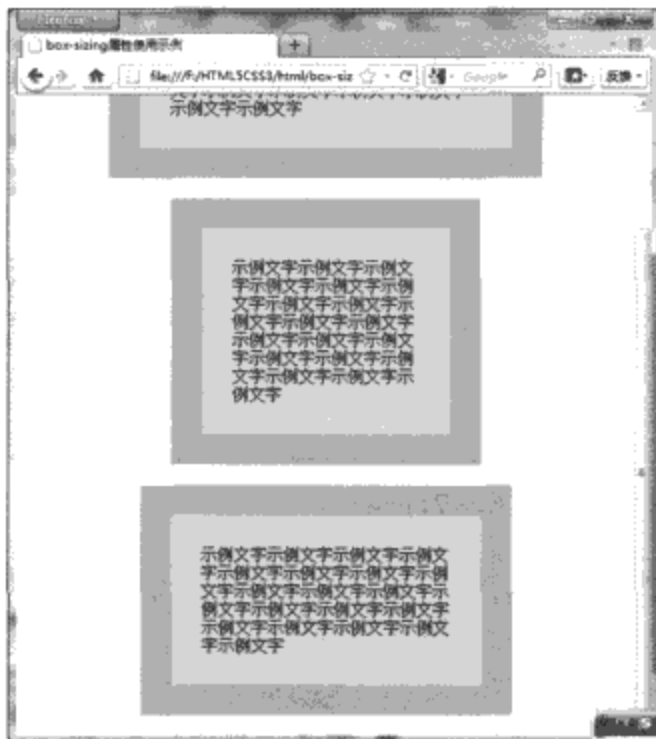 Firefox
box-sizing属性使用示例
file:///F:/HTML5CSS3/html/box-siz
Google
反馈
示例文字示例文字
示例文字示例文字示例文
字示例文字示例文字示例
文字示例文字示例文字示
例文字示例文字示例文字
示例文字示例文字示例文
字示例文字示例文字示例
文字示例文字示例文字示
例文字
示例文字示例文字示例文字示例文
字示例文字示例文字示例文字示例
文字示例文字示例文字示例文字示
例文字示例文字示例文字示例文字
示例文字示例文字示例文字示例文
字示例文字